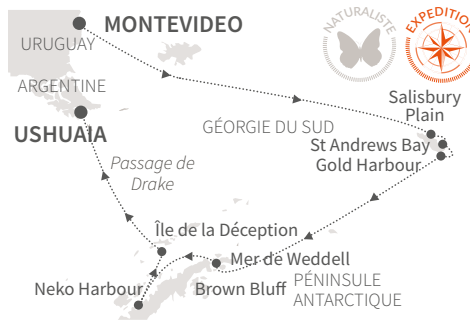 MONTEVIDEO
URUGUAY
ARGENTINE
USHUAIA
NATURALISTE
EXPEDITION
Salisbury
Plain
GÉORGIE DU SUD
St Andrews Bay
Gold Harbour
Passage de
Drake
Île de la Déception
Mer de Weddell
Neko Harbour
Brown Bluff
PÉNINSULE
ANTARCTIQUE